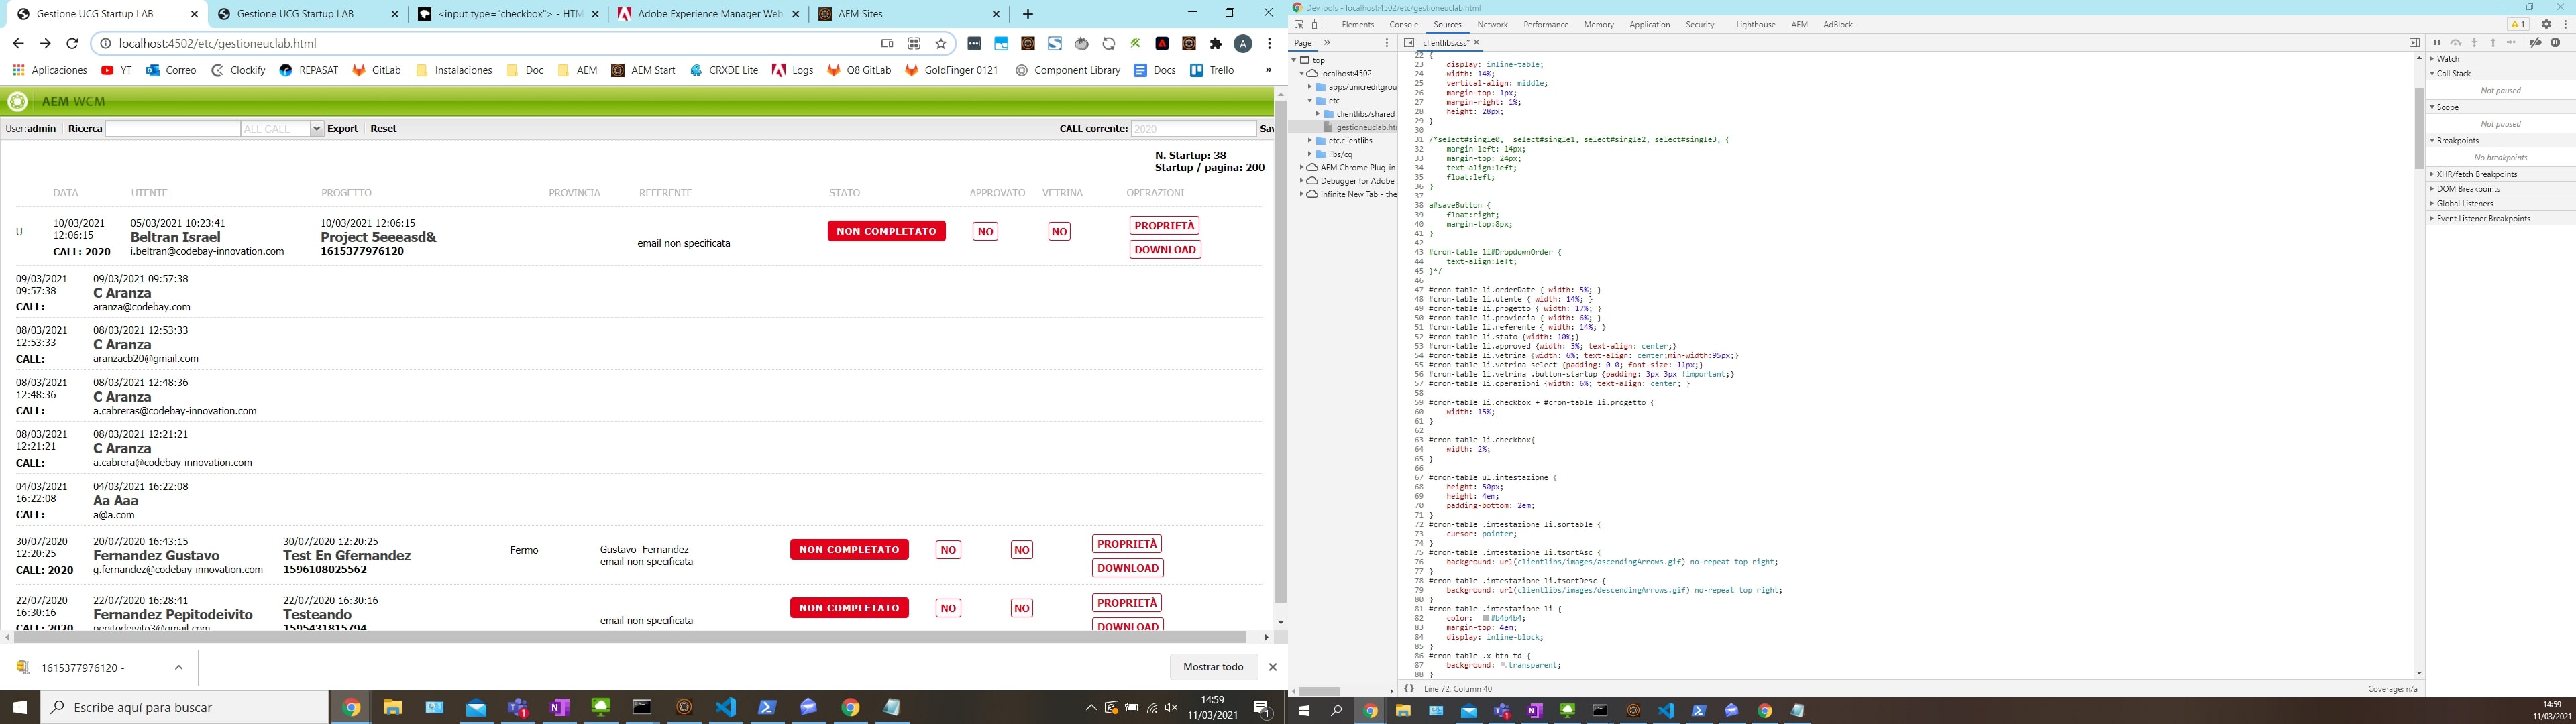 Gestione UCG Startup LAB
Gestione UCG Startup LAB
<input type="checkbox"> - HTM
Adobe Experience Manager Web
AEM Sites
localhost:4502/etc/gestioneuclab.html
Aplicaciones YT Correo Clockify REPASAT GitLab Instalaciones Doc AEM AEM Start CRXDE Lite Logs Q8 GitLab GoldFinger 0121 Component Library Docs Trello »
AEM WCM
User:admin Ricerca ALL CALL Export Reset CALL corrente: 2020 Sav
N. Startup: 38
Startup / pagina: 200
DATA UTENTE PROGETTO PROVINCIA REFERENTE STATO APPROVATO VETRINA OPERAZIONI
U
10/03/2021
12:06:15
CALL: 2020
05/03/2021 10:23:41
Beltran Israel
i.beltran@codebay-innovation.com
10/03/2021 12:06:15
Project 5eeeasd&
1615377976120
email non specificata
NON COMPLETATO
NO
NO
PROPRIETÀ
DOWNLOAD
09/03/2021
09:57:38
CALL:
09/03/2021 09:57:38
C Aranza
aranza@codebay.com
08/03/2021
12:53:33
CALL:
08/03/2021 12:53:33
C Aranza
aranzacb20@gmail.com
08/03/2021
12:48:36
CALL:
08/03/2021 12:48:36
C Aranza
a.cabreras@codebay-innovation.com
08/03/2021
12:21:21
CALL:
08/03/2021 12:21:21
C Aranza
a.cabrera@codebay-innovation.com
04/03/2021
16:22:08
CALL:
04/03/2021 16:22:08
Aa Aaa
a@a.com
30/07/2020
12:20:25
CALL: 2020
20/07/2020 16:43:15
Fernandez Gustavo
g.fernandez@codebay-innovation.com
30/07/2020 12:20:25
Test En Gfernandez
1596108025562
Fermo
Gustavo Fernandez
email non specificata
NON COMPLETATO
NO
NO
PROPRIETÀ
DOWNLOAD
22/07/2020
16:30:16
CALL: 2020
22/07/2020 16:28:41
Fernandez Pepitodeivito
pepitodeivito3@gmail.com
22/07/2020 16:30:16
Testeando
1595431815794
email non specificata
NON COMPLETATO
NO
NO
PROPRIETÀ
DOWNLOAD
1615377976120 -
Mostrar todo
Escribe aquí para buscar
14:59
11/03/2021
DevTools - localhost:4502/etc/gestioneuclab.html
Elements Console Sources Network Performance Memory Application Security Lighthouse AEM AdBlock 1
Page »
clientlibs.css*
top
localhost:4502
apps/unicreditgrou
etc
clientlibs/shared
gestioneuclab.htm
etc.clientlibs
libs/cq
AEM Chrome Plug-in
Debugger for Adobe
Infinite New Tab - the
22 {
23 display: inline-table;
24 width: 14%;
25 vertical-align: middle;
26 margin-top: 1px;
27 margin-right: 1%;
28 height: 28px;
29 }
30
31 /*select#single0, select#single1, select#single2, select#single3, {
32 margin-left:-14px;
33 margin-top: 24px;
34 text-align:left;
35 float:left;
36 }
37
38 a#saveButton {
39 float:right;
40 margin-top:8px;
41 }
42
43 #cron-table li#DropdownOrder {
44 text-align:left;
45 }*/
46
47 #cron-table li.orderDate { width: 5%; }
48 #cron-table li.utente { width: 14%; }
49 #cron-table li.progetto { width: 17%; }
50 #cron-table li.provincia { width: 6%; }
51 #cron-table li.referente { width: 14%; }
52 #cron-table li.stato {width: 10%;}
53 #cron-table li.approved {width: 3%; text-align: center;}
54 #cron-table li.vetrina {width: 6%; text-align: center;min-width:95px;}
55 #cron-table li.vetrina select {padding: 0 0; font-size: 11px;}
56 #cron-table li.vetrina .button-startup {padding: 3px 3px !important;}
57 #cron-table li.operazioni {width: 6%; text-align: center; }
58
59 #cron-table li.checkbox + #cron-table li.progetto {
60 width: 15%;
61 }
62
63 #cron-table li.checkbox{
64 width: 2%;
65 }
66
67 #cron-table ul.intestazione {
68 height: 50px;
69 height: 4em;
70 padding-bottom: 2em;
71 }
72 #cron-table .intestazione li.sortable {
73 cursor: pointer;
74 }
75 #cron-table .intestazione li.tsortAsc {
76 background: url(clientlibs/images/ascendingArrows.gif) no-repeat top right;
77 }
78 #cron-table .intestazione li.tsortDesc {
79 background: url(clientlibs/images/descendingArrows.gif) no-repeat top right;
80 }
81 #cron-table .intestazione li {
82 color: #b4b4b4;
83 margin-top: 4em;
84 display: inline-block;
85 }
86 #cron-table .x-btn td {
87 background: transparent;
88 }
{} Line 72, Column 40
Coverage: n/a
Watch
Call Stack
Not paused
Scope
Not paused
Breakpoints
No breakpoints
XHR/fetch Breakpoints
DOM Breakpoints
Global Listeners
Event Listener Breakpoints
14:59
11/03/2021